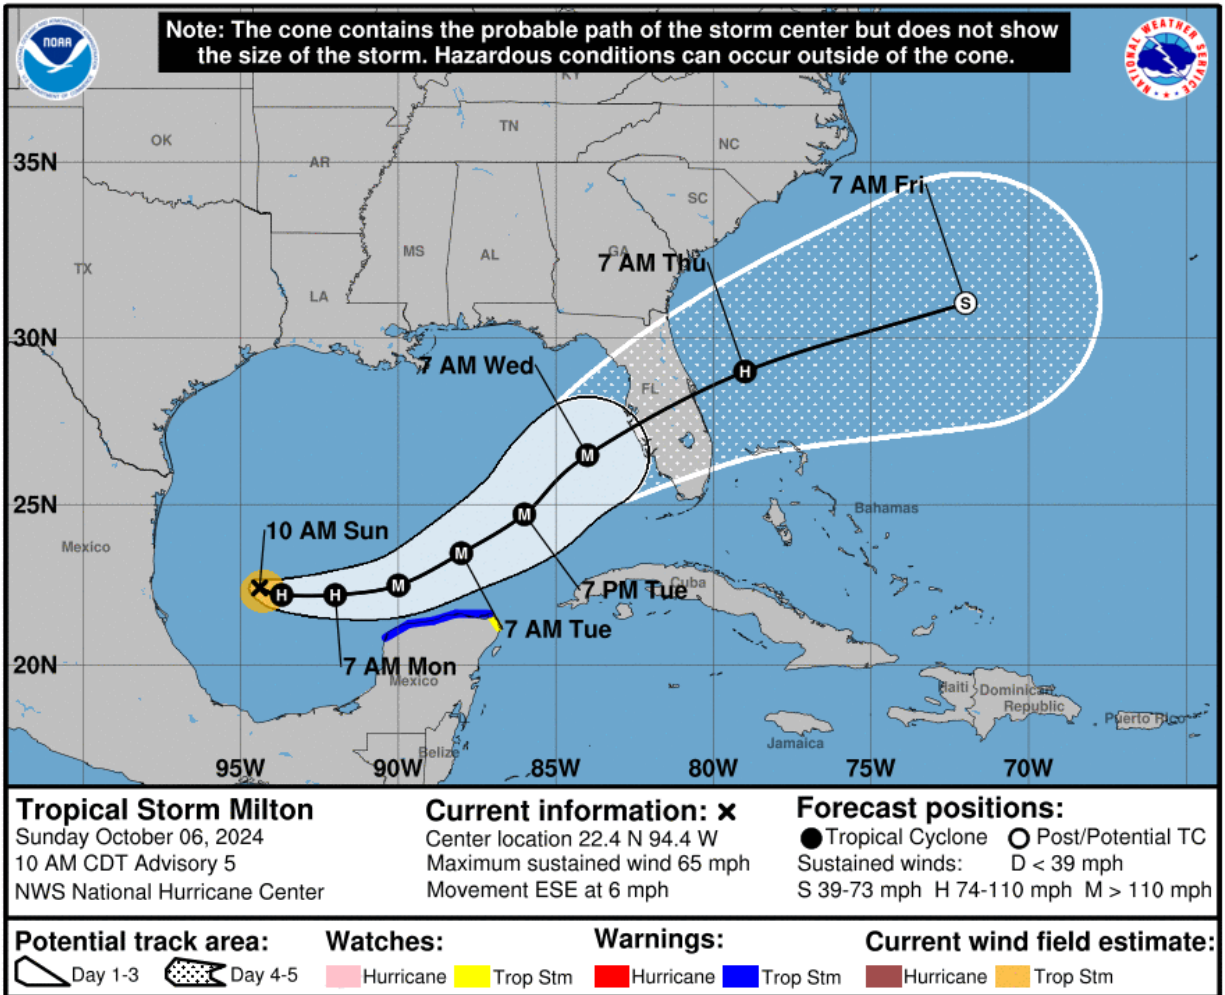 Note: The cone contains the probable path of the storm center but does not show
the size of the storm. Hazardous conditions can occur outside of the cone.
NOAA
NATIONAL WEATHER SERVICE
KY
OK
TN
NC
AR
35N
7 AM Fri
SC
MS
AL
GA
TX
7 AM Thu
LA
S
30N
7 AM Wed
H
FL
M
25N
Bahamas
M
10 AM Sun
Mexico
M
Cuba
M
H
H
7 PM Tue
7 AM Tue
20N
7 AM Mon
Mexico
Haiti
Dominican
Republic
Puerto Rico
Jamaica
Belize
95W 90W 85W 80W 75W 70W
Tropical Storm Milton
Sunday October 06, 2024
10 AM CDT Advisory 5
NWS National Hurricane Center
Current information: ×
Center location 22.4 N 94.4 W
Maximum sustained wind 65 mph
Movement ESE at 6 mph
Forecast positions:
Tropical Cyclone Post/Potential TC
Sustained winds: D < 39 mph
S 39-73 mph H 74-110 mph M > 110 mph
Potential track area:
Day 1-3 Day 4-5
Watches:
Hurricane Trop Stm
Warnings:
Hurricane Trop Stm
Current wind field estimate:
Hurricane Trop Stm